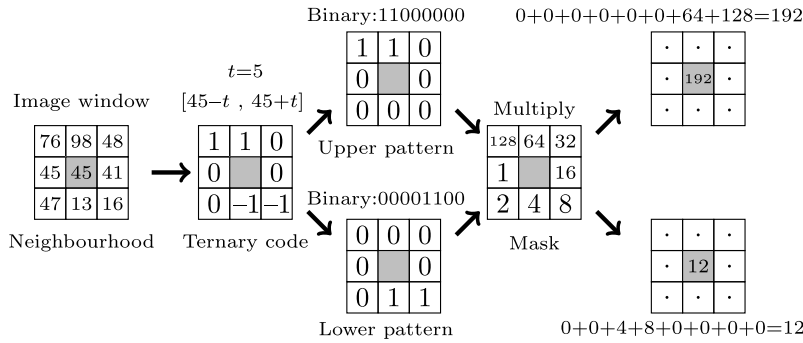 Binary:11000000
0+0+0+0+0+0+64+128=192
1 1 0
0 0
0 0 0
Upper pattern
t=5
[45−t , 45+t]
Image window
76 98 48
45 45 41
47 13 16
Neighbourhood
1 1 0
0 0
0 −1 −1
Ternary code
Binary:00001100
0 0 0
0 0
0 1 1
Lower pattern
Multiply
128 64 32
1 16
2 4 8
Mask
· · ·
· 192 ·
· · ·
· · ·
· 12 ·
· · ·
0+0+4+8+0+0+0+0=12